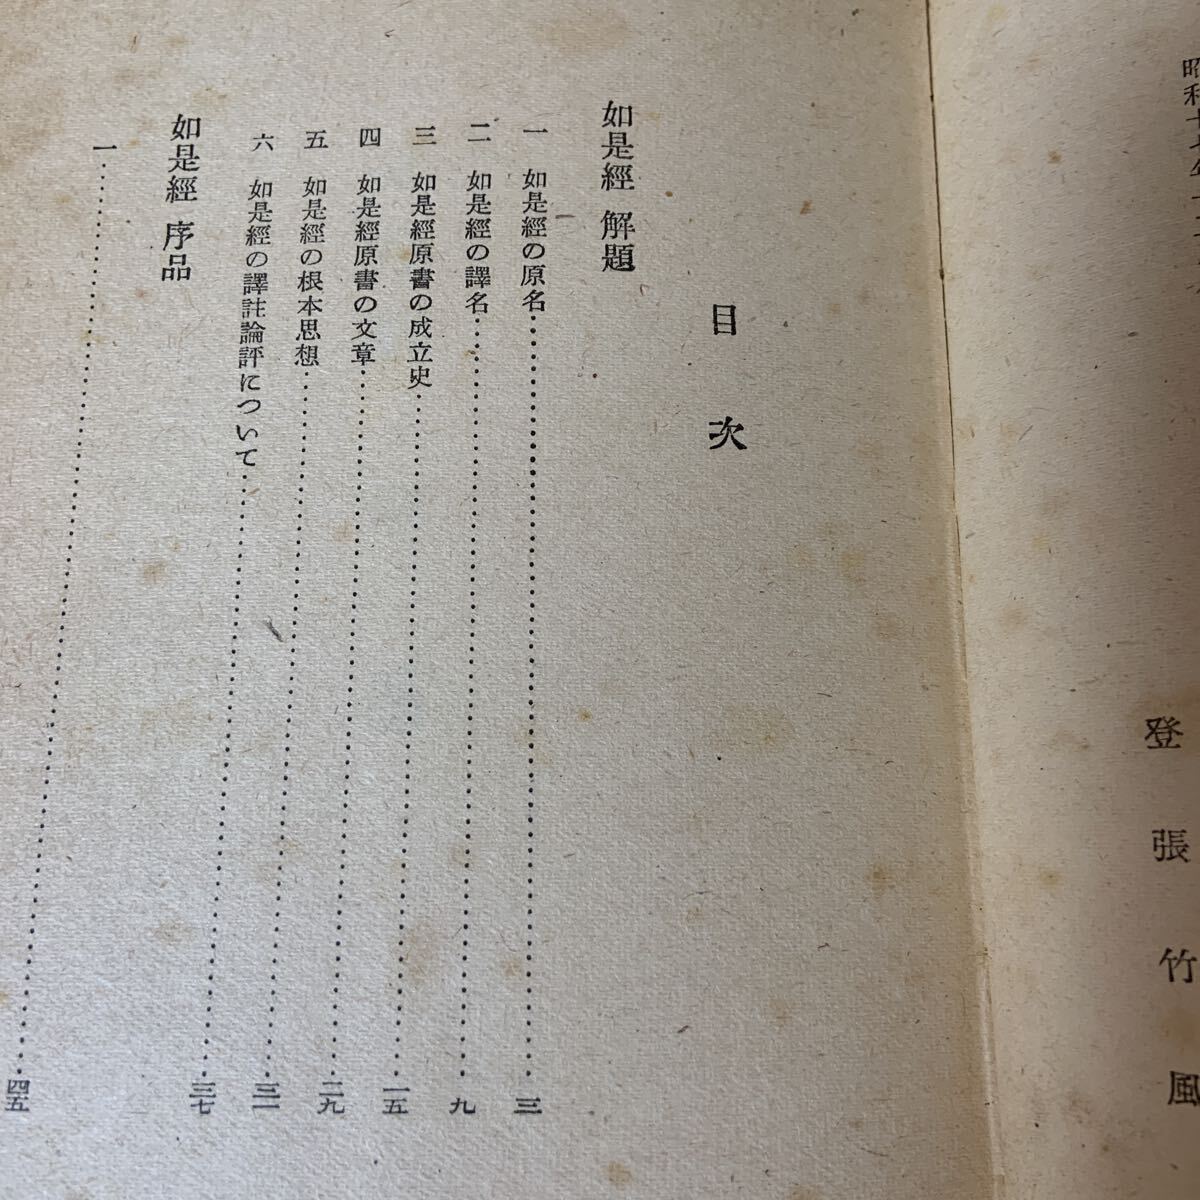 登張竹風
目次
如是經 解題
一 如是經の原名……三
二 如是經の譯名……九
三 如是經原書の成立史……一五
四 如是經原書の文章……二九
五 如是經の根本思想……三一
六 如是經の譯註論評について……三七
如是經 序品
一……四五